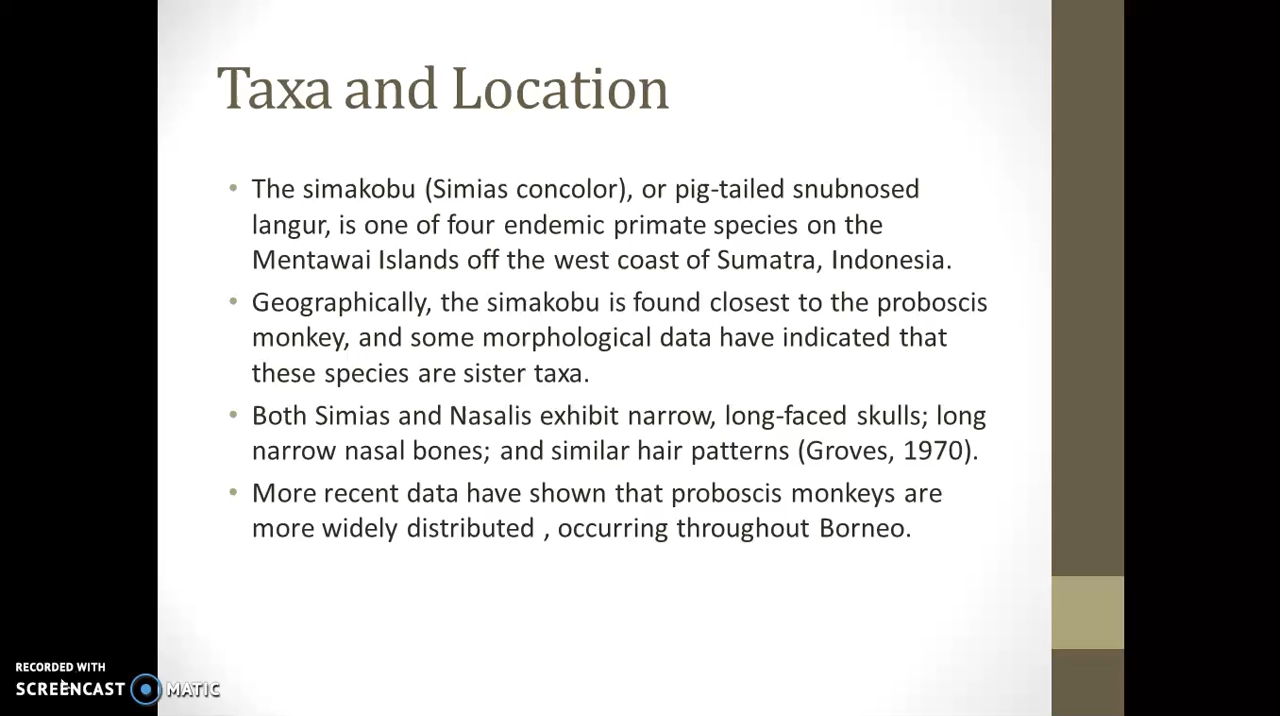 Taxa and Location
• The simakobu (Simias concolor), or pig-tailed snubnosed
langur, is one of four endemic primate species on the
Mentawai Islands off the west coast of Sumatra, Indonesia.
• Geographically, the simakobu is found closest to the proboscis
monkey, and some morphological data have indicated that
these species are sister taxa.
• Both Simias and Nasalis exhibit narrow, long-faced skulls; long
narrow nasal bones; and similar hair patterns (Groves, 1970).
• More recent data have shown that proboscis monkeys are
more widely distributed , occurring throughout Borneo.
RECORDED WITH
SCREENCAST MATIC